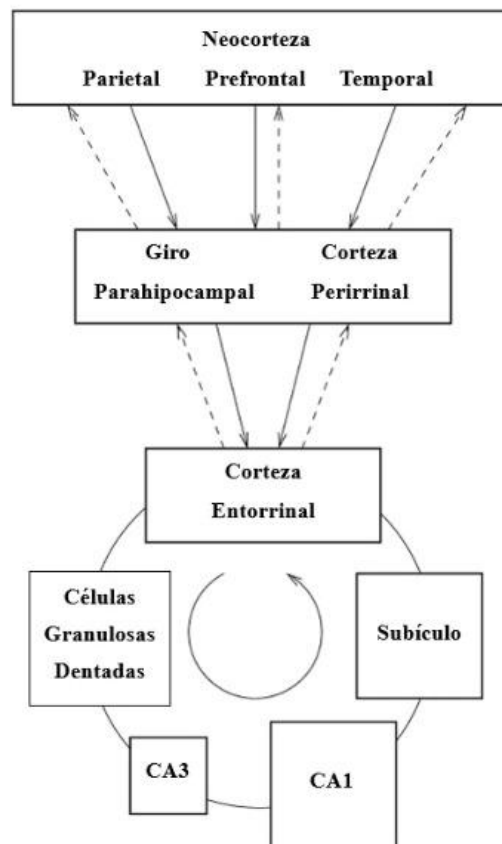 Neocorteza
Parietal Prefrontal Temporal
Giro Corteza
Parahipocampal Perirrinal
Corteza
Entorrinal
Células
Granulosas
Dentadas
Subículo
CA3
CA1